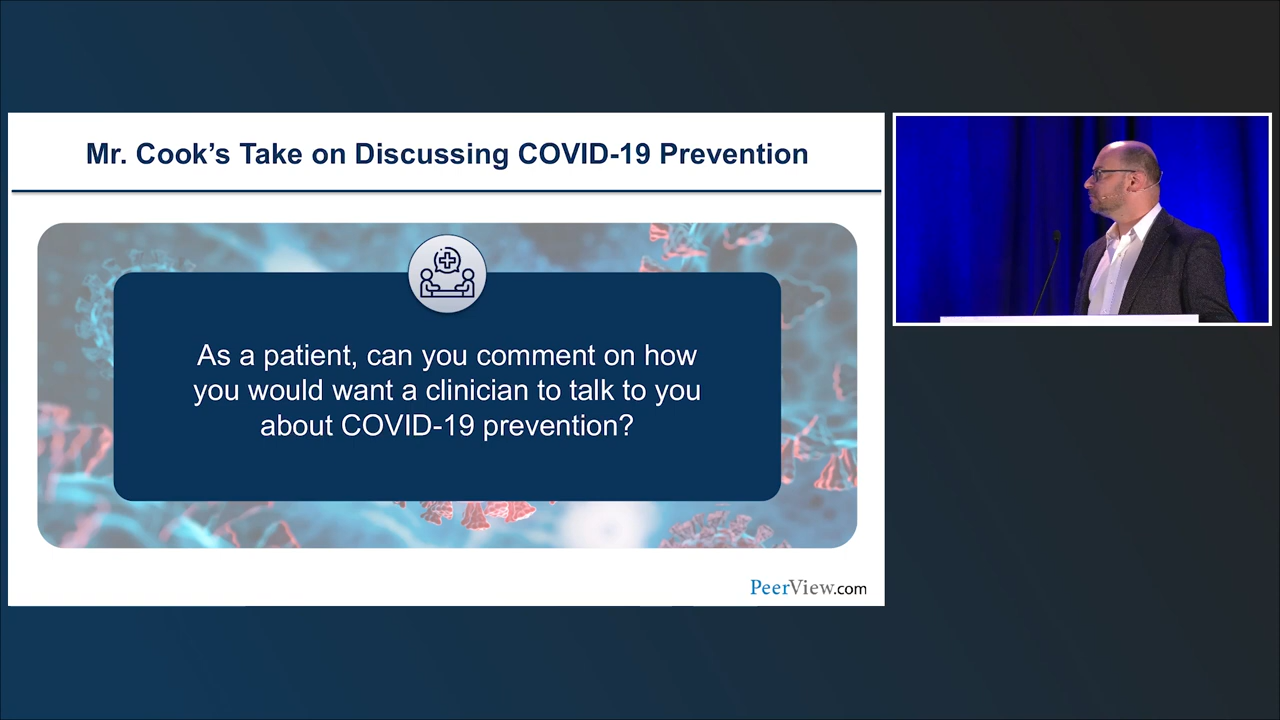 Mr. Cook’s Take on Discussing COVID-19 Prevention
As a patient, can you comment on how
you would want a clinician to talk to you
about COVID-19 prevention?
PeerView.com